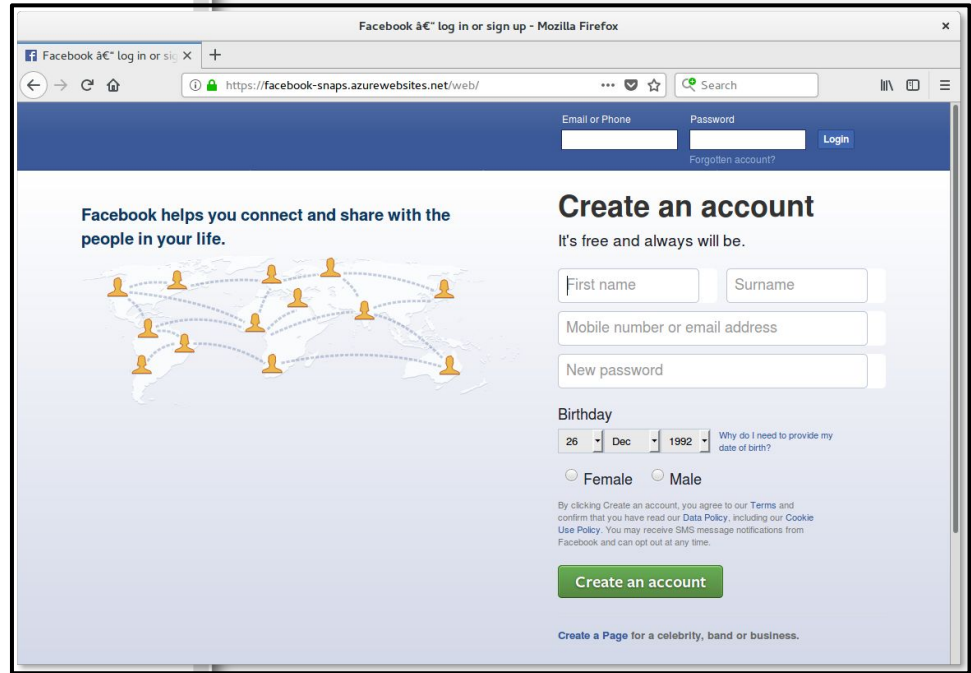 Facebook â€“ log in or sign up - Mozilla Firefox
Facebook â€“ log in or sig
https://facebook-snaps.azurewebsites.net/web/
Search
Email or Phone Password
Login
Forgotten account?
Facebook helps you connect and share with the
people in your life.
Create an account
It's free and always will be.
First name Surname
Mobile number or email address
New password
Birthday
26 Dec 1992
Why do I need to provide my
date of birth?
Female Male
By clicking Create an account, you agree to our Terms and
confirm that you have read our Data Policy, including our Cookie
Use Policy. You may receive SMS message notifications from
Facebook and can opt out at any time.
Create an account
Create a Page for a celebrity, band or business.